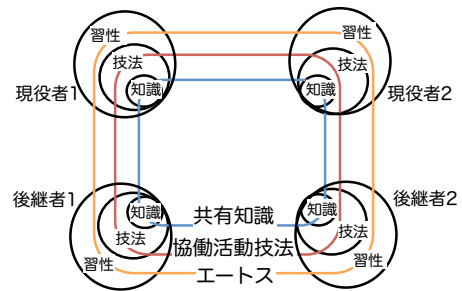 習性
技法
知識
現役者1
習性
技法
知識
現役者2
後継者1
知識
技法
習性
知識
技法
習性
後継者2
共有知識
協働活動技法
エートス